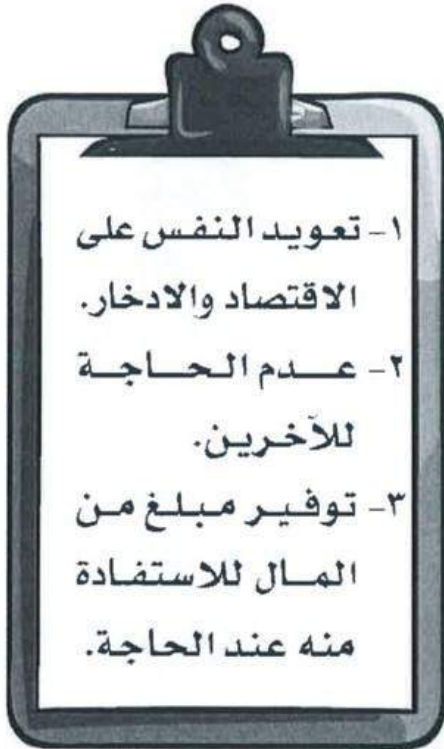 ١- تعويد النفس على
الاقتصاد والادخار.
٢- عدم الحاجة
للآخرين.
٣- توفير مبلغ من
المال للاستفادة
منه عند الحاجة.